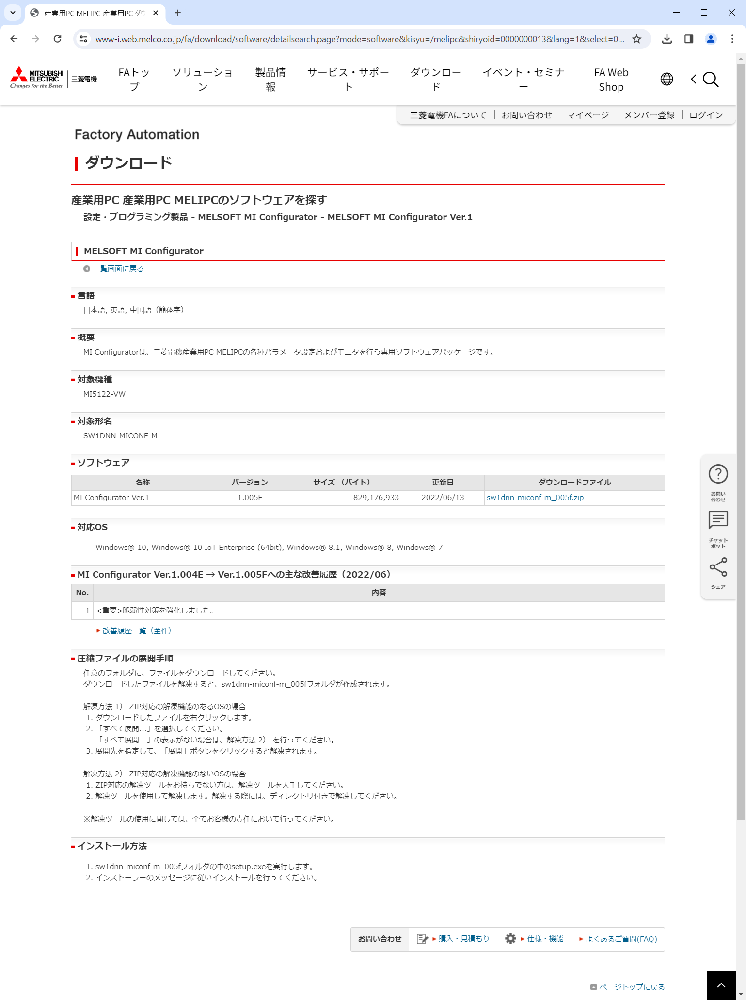 産業用PC MELIPC 産業用PC ダウ
www-i.web.melco.co.jp/fa/download/software/detailsearch.page?mode=software&kisyu=/melipc&shiryoid=0000000013&lang=1&select=0...
MITSUBISHI ELECTRIC
Changes for the Better
三菱電機
FAトップ
ソリューション
製品情報
サービス・サポート
ダウンロード
イベント・セミナー
FA Web Shop
三菱電機FAについて
お問い合わせ
マイページ
メンバー登録
ログイン
Factory Automation
ダウンロード
産業用PC 産業用PC MELIPCのソフトウェアを探す
設定・プログラミング製品 - MELSOFT MI Configurator - MELSOFT MI Configurator Ver.1
MELSOFT MI Configurator
一覧画面に戻る
言語
日本語, 英語, 中国語（簡体字）
概要
MI Configuratorは、三菱電機産業用PC MELIPCの各種パラメータ設定およびモニタを行う専用ソフトウェアパッケージです。
対象機種
MI5122-VW
対象形名
SW1DNN-MICONF-M
ソフトウェア
名称 バージョン サイズ （バイト） 更新日 ダウンロードファイル
MI Configurator Ver.1 1.005F 829,176,933 2022/06/13 sw1dnn-miconf-m_005f.zip
対応OS
Windows® 10, Windows® 10 IoT Enterprise (64bit), Windows® 8.1, Windows® 8, Windows® 7
MI Configurator Ver.1.004E → Ver.1.005Fへの主な改善履歴（2022/06）
No. 内容
1 <重要>脆弱性対策を強化しました。
改善履歴一覧（全件）
圧縮ファイルの展開手順
任意のフォルダに、ファイルをダウンロードしてください。
ダウンロードしたファイルを解凍すると、sw1dnn-miconf-m_005fフォルダが作成されます。
解凍方法 1） ZIP対応の解凍機能のあるOSの場合
1. ダウンロードしたファイルを右クリックします。
2. 「すべて展開...」を選択してください。
「すべて展開...」の表示がない場合は、解凍方法 2） を行ってください。
3. 展開先を指定して、「展開」ボタンをクリックすると解凍されます。
解凍方法 2） ZIP対応の解凍機能のないOSの場合
1. ZIP対応の解凍ツールをお持ちでない方は、解凍ツールを入手してください。
2. 解凍ツールを使用して解凍します。解凍する際には、ディレクトリ付きで解凍してください。
※解凍ツールの使用に関しては、全てお客様の責任において行ってください。
インストール方法
1. sw1dnn-miconf-m_005fフォルダの中のsetup.exeを実行します。
2. インストーラーのメッセージに従いインストールを行ってください。
お問い合わせ
購入・見積もり
仕様・機能
よくあるご質問(FAQ)
ページトップに戻る
お問い
合わせ
チャット
ボット
シェア